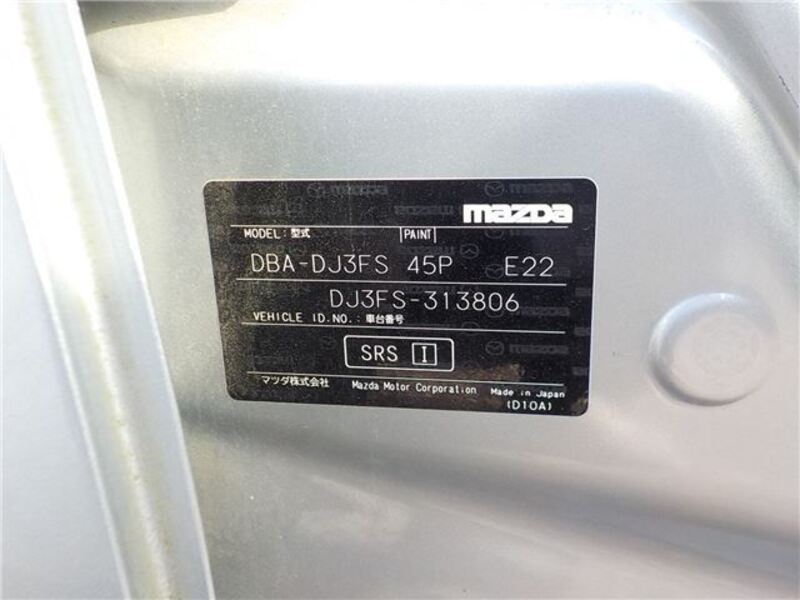 mazda
MODEL: 型式 PAINT
DBA-DJ3FS 45P E22
DJ3FS-313806
VEHICLE ID.NO.: 車台番号
SRS I
マツダ株式会社 Mazda Motor Corporation Made in Japan
(D10A)